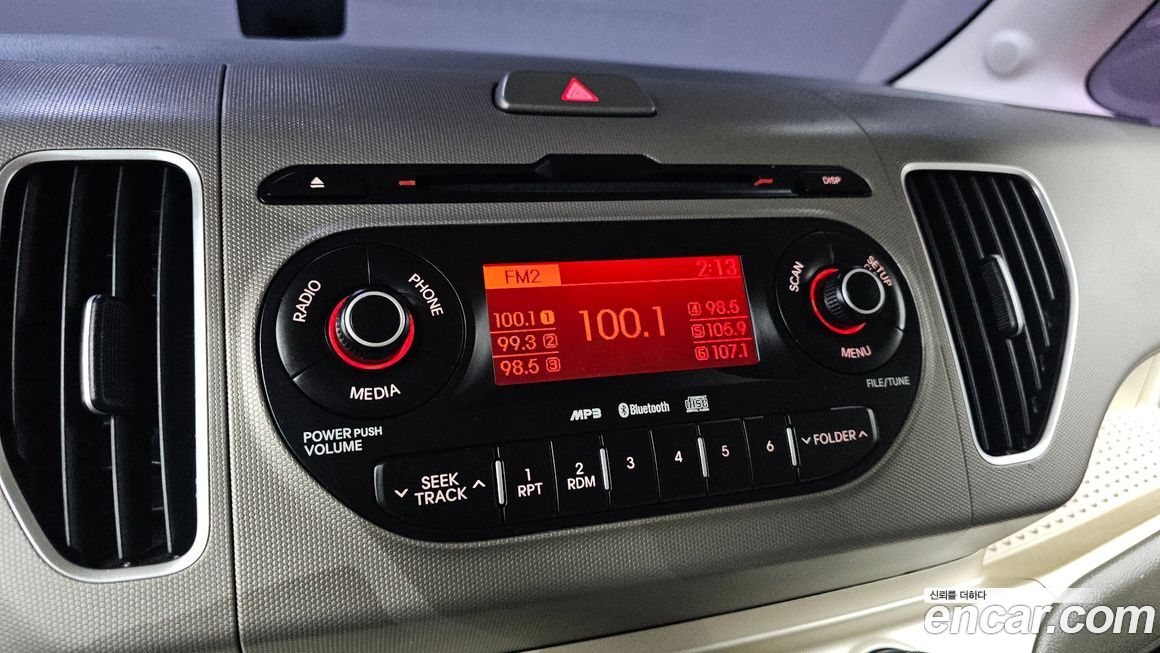 DISP
RADIO
PHONE
MEDIA
POWER PUSH
VOLUME
FM2
2:13
100.1 1
99.3 2
98.5 3
100.1
4 98.5
5 105.9
6 107.1
SCAN
SETUP
MENU
FILE/TUNE
MP3
Bluetooth
disc
SEEK
TRACK
1
RPT
2
RDM
3
4
5
6
FOLDER
신뢰를 더하다
encar.com